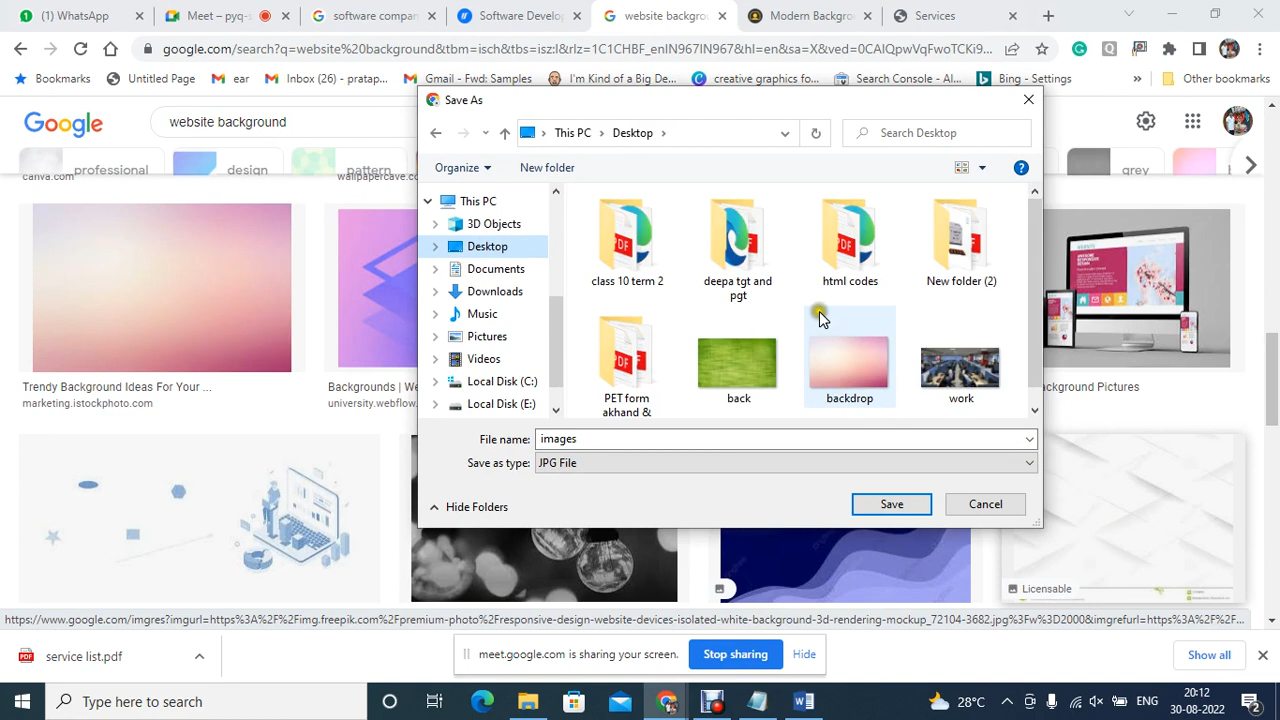 (1) WhatsApp
Meet – pyq-s
software compan
Software Develop
website backgrou
Modern Backgrou
Services
google.com/search?q=website%20background&tbm=isch&tbs=isz:l&rlz=1C1CHBF_enIN967IN967&hl=en&sa=X&ved=0CAIQpwVqFwoTCKi9...
Bookmarks
Untitled Page
ear
Inbox (26) - pratap...
Gmail - Fwd: Samples
I'm Kind of a Big De...
creative graphics fo...
Search Console - Al...
Bing - Settings
»
Other bookmarks
Google
website background
professional
design
pattern
grey
canva.com
wallpapercave.com
Trendy Background Ideas For Your ...
marketing.istockphoto.com
Backgrounds | We
university.webflow.
ackground Pictures
Licensable
Save As
This PC
Desktop
Search Desktop
Organize
New folder
This PC
3D Objects
Desktop
Documents
Downloads
Music
Pictures
Videos
Local Disk (C:)
Local Disk (E:)
class 10 term 2
deepa tgt and
pgt
html codes
New folder (2)
PET form
akhand &
back
backdrop
work
File name:
images
Save as type:
JPG File
Hide Folders
Save
Cancel
https://www.google.com/imgres?imgurl=https%3A%2F%2Fimg.freepik.com%2Fpremium-photo%2Fresponsive-design-website-devices-isolated-white-background-3d-rendering-mockup_72104-3682.jpg%3Fw%3D2000&imgrefurl=https%3A%2F%2F...
service list.pdf
meet.google.com is sharing your screen.
Stop sharing
Hide
Show all
Type here to search
28°C
ENG
20:12
30-08-2022
2